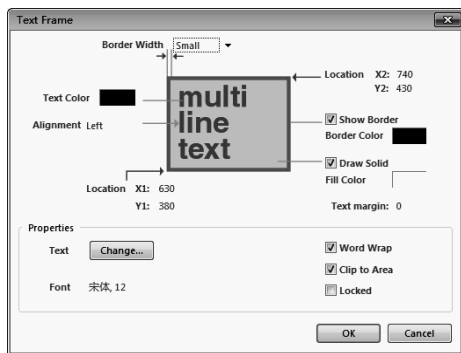 Text Frame
Border Width Small
Location X2: 740
Y2: 430
Text Color
multi
line
text
Alignment Left
Show Border
Border Color
Draw Solid
Fill Color
Location X1: 630
Y1: 380
Text margin: 0
Properties
Text Change...
Word Wrap
Clip to Area
Font 宋体, 12
Locked
OK Cancel